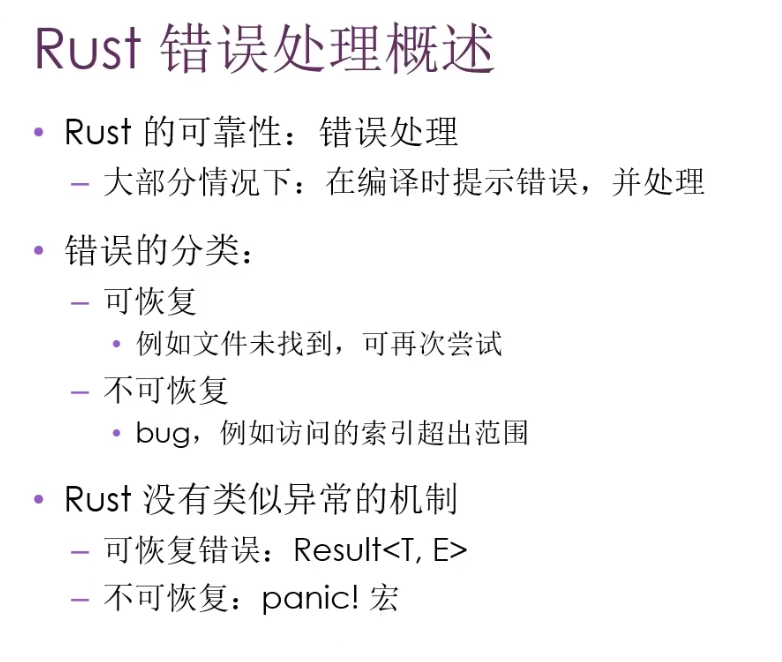 Rust 错误处理概述
• Rust 的可靠性：错误处理
– 大部分情况下：在编译时提示错误，并处理
• 错误的分类：
– 可恢复
• 例如文件未找到，可再次尝试
– 不可恢复
• bug，例如访问的索引超出范围
• Rust 没有类似异常的机制
– 可恢复错误：Result<T, E>
– 不可恢复：panic! 宏